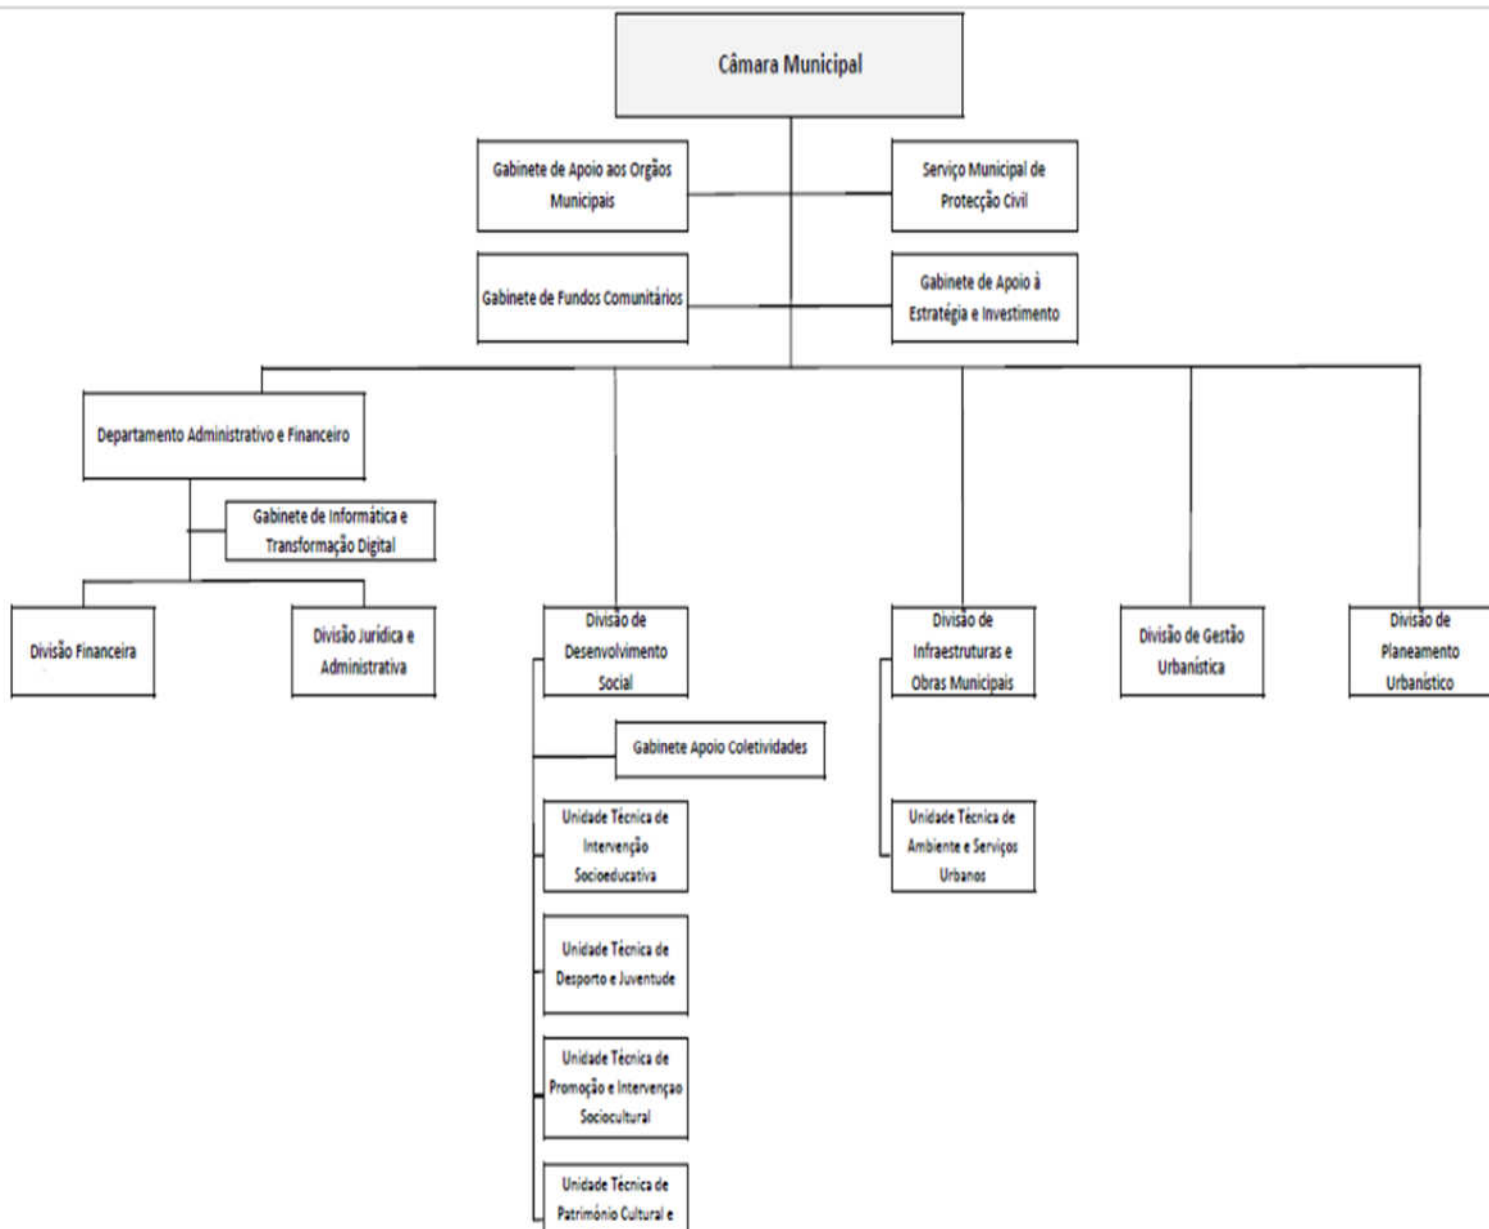 Câmara Municipal
Gabinete de Apoio aos Orgãos
Municipais
Serviço Municipal de
Protecção Civil
Gabinete de Fundos Comunitários
Gabinete de Apoio à
Estratégia e Investimento
Departamento Administrativo e Financeiro
Gabinete de Informática e
Transformação Digital
Divisão Financeira
Divisão Jurídica e
Administrativa
Divisão de
Desenvolvimento
Social
Divisão de
Infraestruturas e
Obras Municipais
Divisão de Gestão
Urbanística
Divisão de
Planeamento
Urbanístico
Gabinete Apoio Coletividades
Unidade Técnica de
Intervenção
Socioeducativa
Unidade Técnica de
Ambiente e Serviços
Urbanos
Unidade Técnica de
Desporto e Juventude
Unidade Técnica de
Promoção e Intervençao
Sociocultural
Unidade Técnica de
Património Cultural e